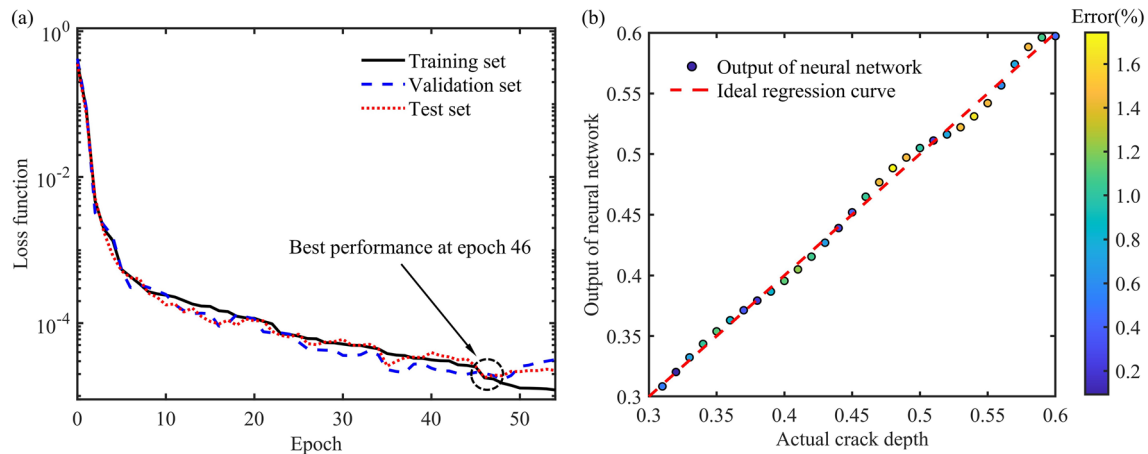 (a)
10^0
10^-2
10^-4
Loss function
Training set
Validation set
Test set
Best performance at epoch 46
0 10 20 30 40 50
Epoch
(b)
0.6
0.55
0.5
0.45
0.4
0.35
0.3
Output of neural network
Output of neural network
Ideal regression curve
0.3 0.35 0.4 0.45 0.5 0.55 0.6
Actual crack depth
Error(%)
1.6
1.4
1.2
1.0
0.8
0.6
0.4
0.2